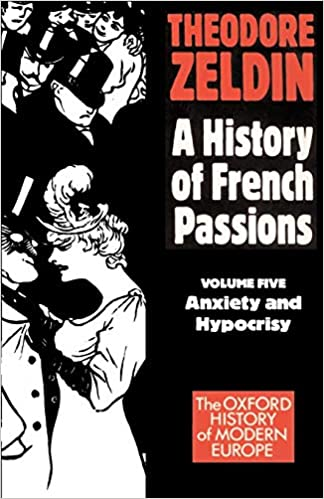 THEODORE
ZELDIN
A History
of French
Passions
VOLUME FIVE
Anxiety and
Hypocrisy
The OXFORD
HISTORY
of MODERN
EUROPE